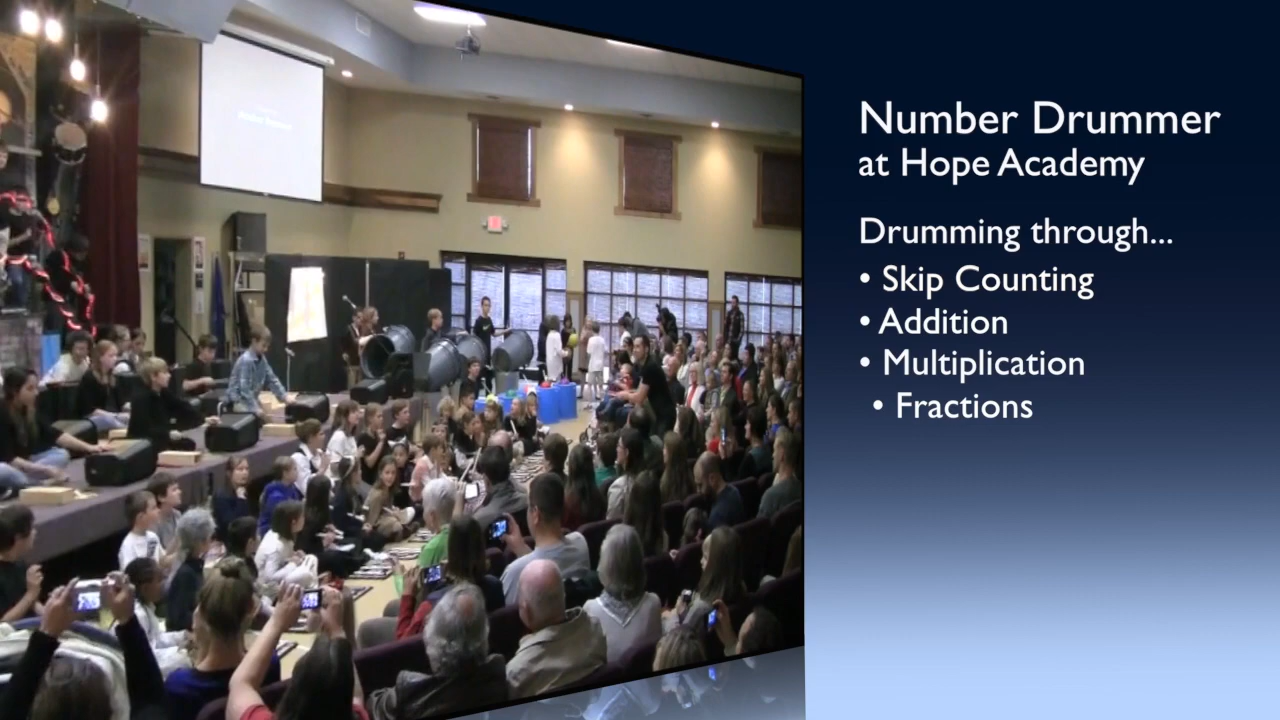 Number Drummer
at Hope Academy
Drumming through...
• Skip Counting
• Addition
• Multiplication
• Fractions